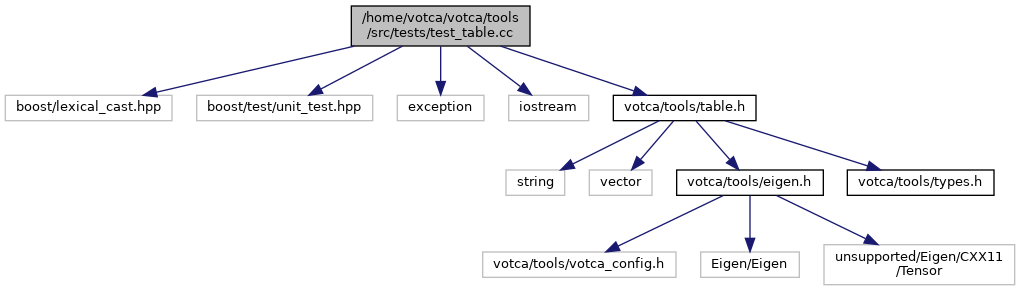 /home/votca/votca/tools
/src/tests/test_table.cc
boost/lexical_cast.hpp
boost/test/unit_test.hpp
exception
iostream
votca/tools/table.h
string
vector
votca/tools/eigen.h
votca/tools/types.h
votca/tools/votca_config.h
Eigen/Eigen
unsupported/Eigen/CXX11
/Tensor